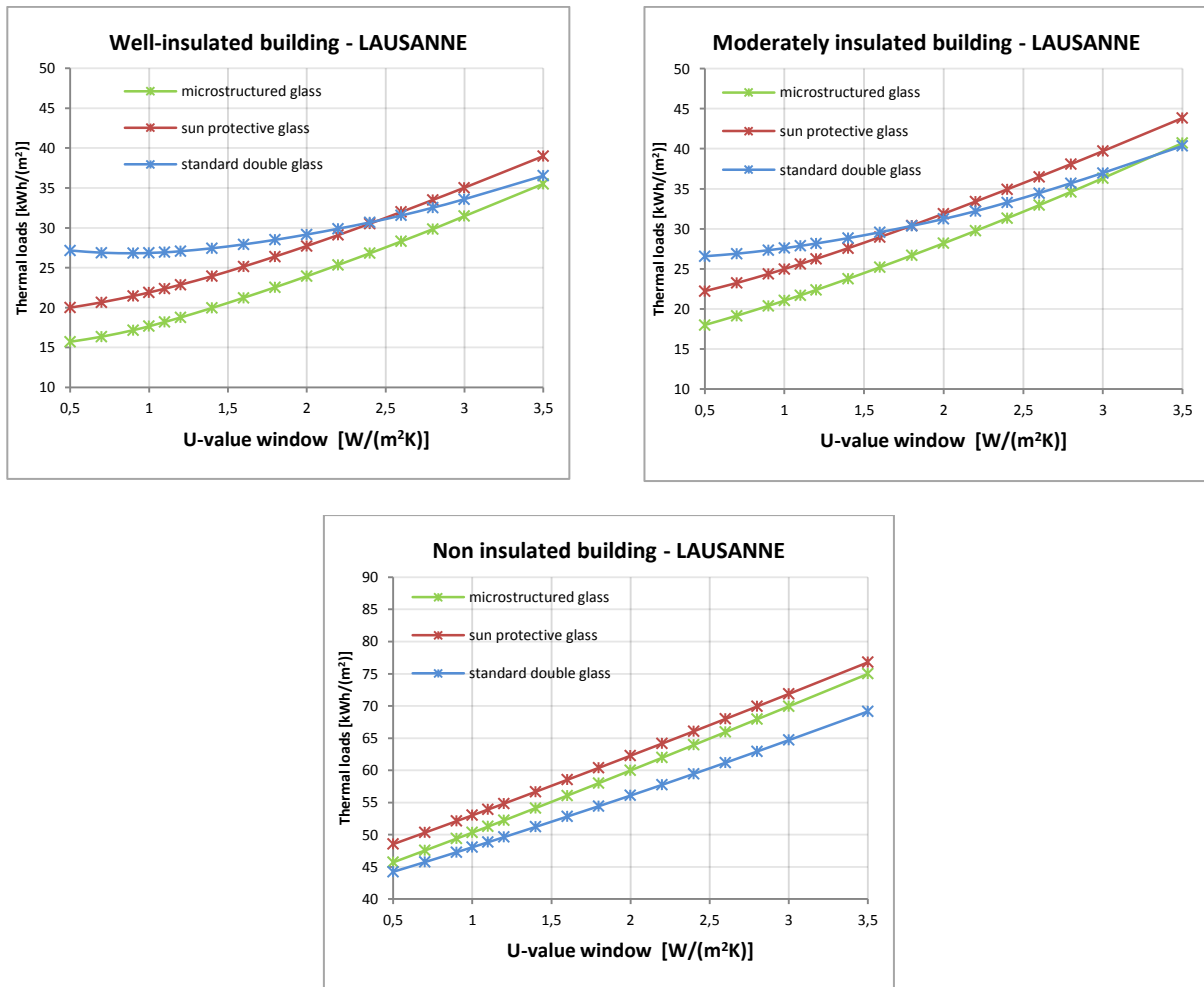 Well-insulated building - LAUSANNE
Thermal loads [kWh/(m²)]
50
45
40
35
30
25
20
15
10
microstructured glass
sun protective glass
standard double glass
0,5 1 1,5 2 2,5 3 3,5
U-value window [W/(m²K)]
Moderately insulated building - LAUSANNE
Thermal loads [kWh/(m²)]
50
45
40
35
30
25
20
15
10
microstructured glass
sun protective glass
standard double glass
0,5 1 1,5 2 2,5 3 3,5
U-value window [W/(m²K)]
Non insulated building - LAUSANNE
Thermal loads [kWh/(m²)]
90
85
80
75
70
65
60
55
50
45
40
microstructured glass
sun protective glass
standard double glass
0,5 1 1,5 2 2,5 3 3,5
U-value window [W/(m²K)]